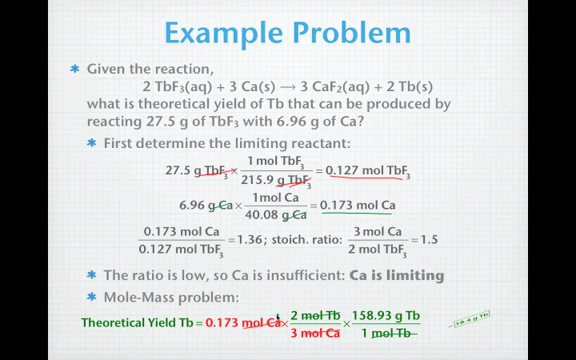 Example Problem
* Given the reaction,
2 TbF₃(aq) + 3 Ca(s) → 3 CaF₂(aq) + 2 Tb(s)
what is theoretical yield of Tb that can be produced by
reacting 27.5 g of TbF₃ with 6.96 g of Ca?
* First determine the limiting reactant:
27.5 g TbF₃ × 1 mol TbF₃ / 215.9 g TbF₃ = 0.127 mol TbF₃
6.96 g Ca × 1mol Ca / 40.08 g Ca = 0.173 mol Ca
0.173 mol Ca / 0.127 mol TbF₃ = 1.36; stoich. ratio: 3 mol Ca / 2 mol TbF₃ = 1.5
* The ratio is low, so Ca is insufficient: Ca is limiting
* Mole-Mass problem:
Theoretical Yield Tb = 0.173 mol Ca × 2 mol Tb / 3 mol Ca × 158.93 g Tb / 1 mol Tb